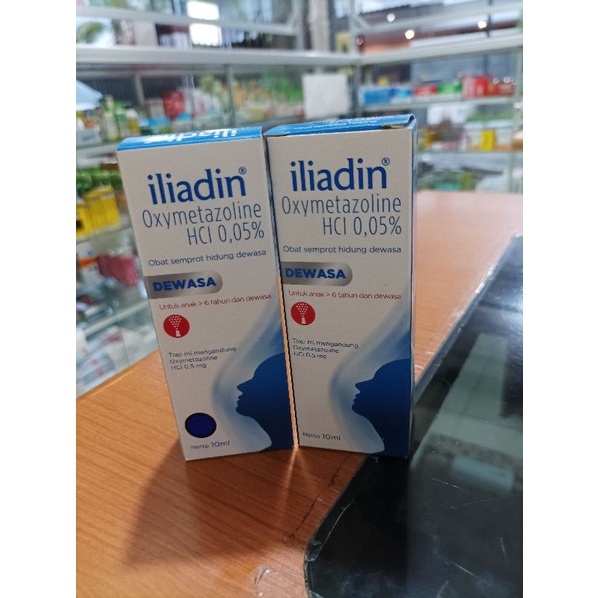 iliadin
iliadin®
Oxymetazoline
HCl 0,05%
Obat semprot hidung dewasa
DEWASA
Untuk anak > 6 tahun dan dewasa
Tiap ml mengandung
Oxymetazoline
HCl 0,5 mg
Netto 10ml
iliadin®
Oxymetazoline
HCl 0,05%
Obat semprot hidung dewasa
DEWASA
Untuk anak > 6 tahun dan dewasa
Tiap ml mengandung
Oxymetazoline
HCl 0,5 mg
Netto 10ml